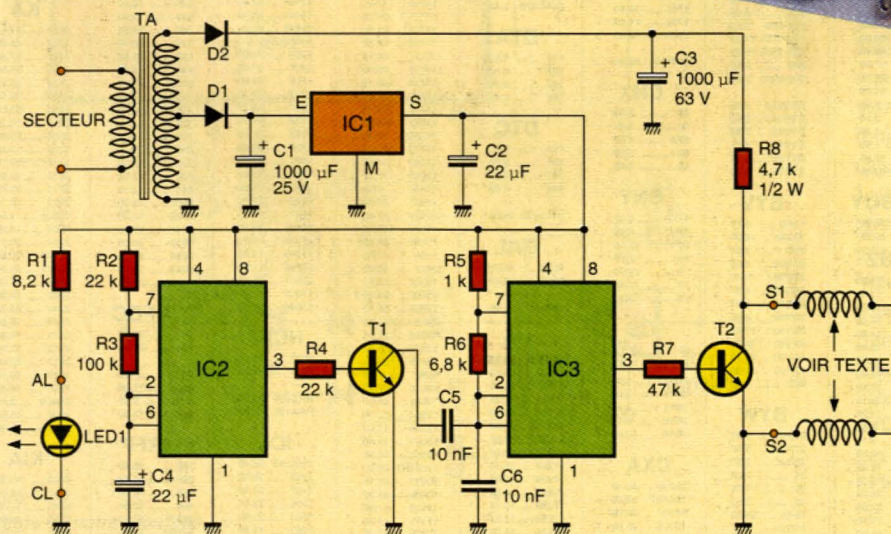 TA
D2
D1
SECTEUR
E
IC1
S
M
+
C1
1000 µF
25 V
+
C2
22 µF
+
C3
1000 µF
63 V
R8
4,7 k
1/2 W
R1
8,2 k
R2
22 k
R3
100 k
4
8
7
2
6
3
1
IC2
R4
22 k
T1
AL
LED1
CL
+
C4
22 µF
R5
1 k
R6
6,8 k
C5
10 nF
C6
10 nF
4
8
7
2
6
3
1
IC3
R7
47 k
T2
S1
VOIR TEXTE
S2